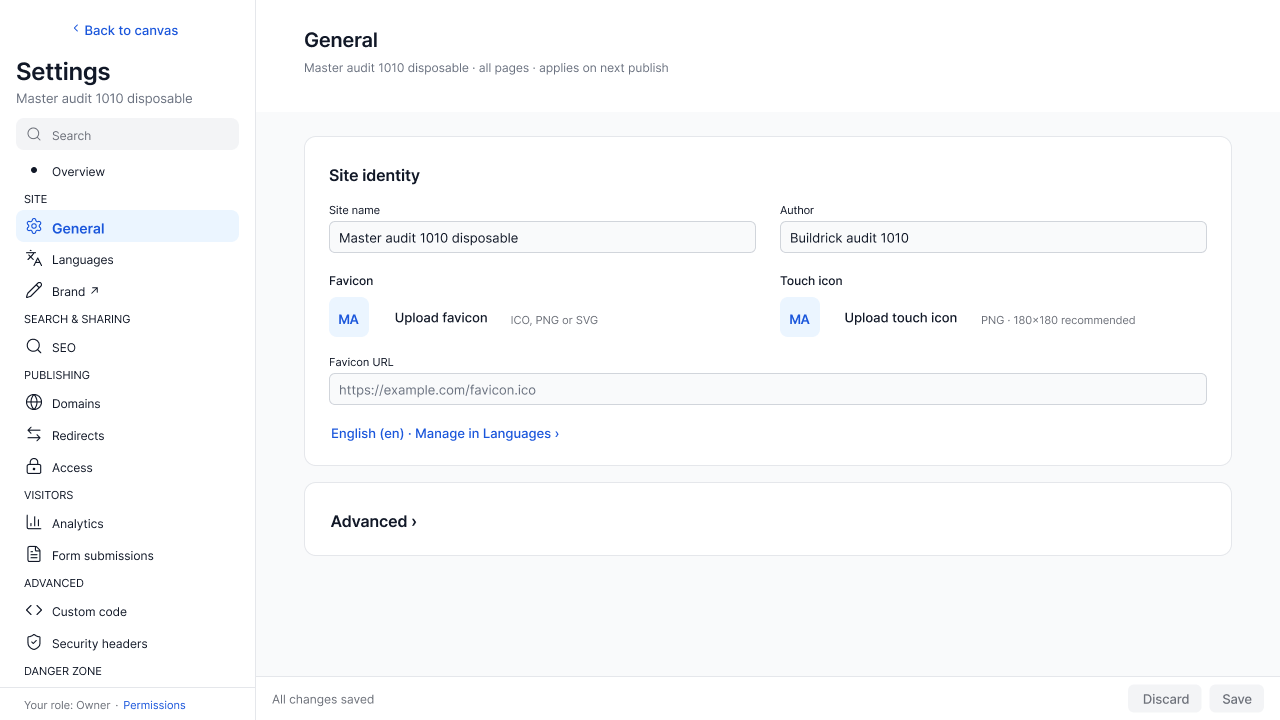 Back to canvas
Settings
Master audit 1010 disposable
Search
Overview
SITE
General
Languages
Brand ↗
SEARCH & SHARING
SEO
PUBLISHING
Domains
Redirects
Access
VISITORS
Analytics
Form submissions
ADVANCED
Custom code
Security headers
DANGER ZONE
Your role: Owner · Permissions
General
Master audit 1010 disposable · all pages · applies on next publish
Site identity
Site name
Master audit 1010 disposable
Author
Buildrick audit 1010
Favicon
MA Upload favicon ICO, PNG or SVG
Touch icon
MA Upload touch icon PNG · 180×180 recommended
Favicon URL
https://example.com/favicon.ico
English (en) · Manage in Languages ›
Advanced ›
All changes saved
Discard Save